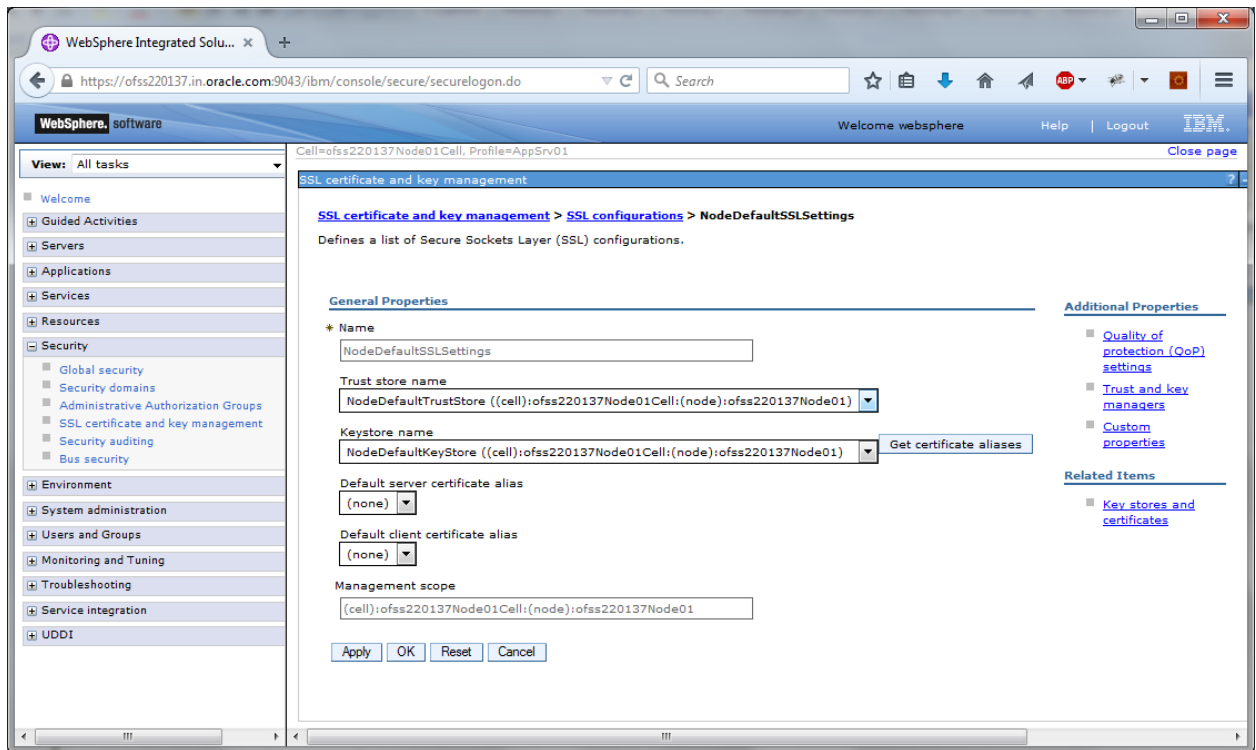 WebSphere Integrated Solu...
https://ofss220137.in.oracle.com:9043/ibm/console/secure/securelogon.do
Search
ABP
WebSphere. software
Welcome websphere
Help | Logout
IBM.
View: All tasks
Welcome
Guided Activities
Servers
Applications
Services
Resources
Security
Global security
Security domains
Administrative Authorization Groups
SSL certificate and key management
Security auditing
Bus security
Environment
System administration
Users and Groups
Monitoring and Tuning
Troubleshooting
Service integration
UDDI
Cell=ofss220137Node01Cell, Profile=AppSrv01
Close page
SSL certificate and key management
?
SSL certificate and key management > SSL configurations > NodeDefaultSSLSettings
Defines a list of Secure Sockets Layer (SSL) configurations.
General Properties
* Name
NodeDefaultSSLSettings
Trust store name
NodeDefaultTrustStore ((cell):ofss220137Node01Cell:(node):ofss220137Node01)
Keystore name
NodeDefaultKeyStore ((cell):ofss220137Node01Cell:(node):ofss220137Node01)
Get certificate aliases
Default server certificate alias
(none)
Default client certificate alias
(none)
Management scope
(cell):ofss220137Node01Cell:(node):ofss220137Node01
Apply
OK
Reset
Cancel
Additional Properties
Quality of
protection (QoP)
settings
Trust and key
managers
Custom
properties
Related Items
Key stores and
certificates